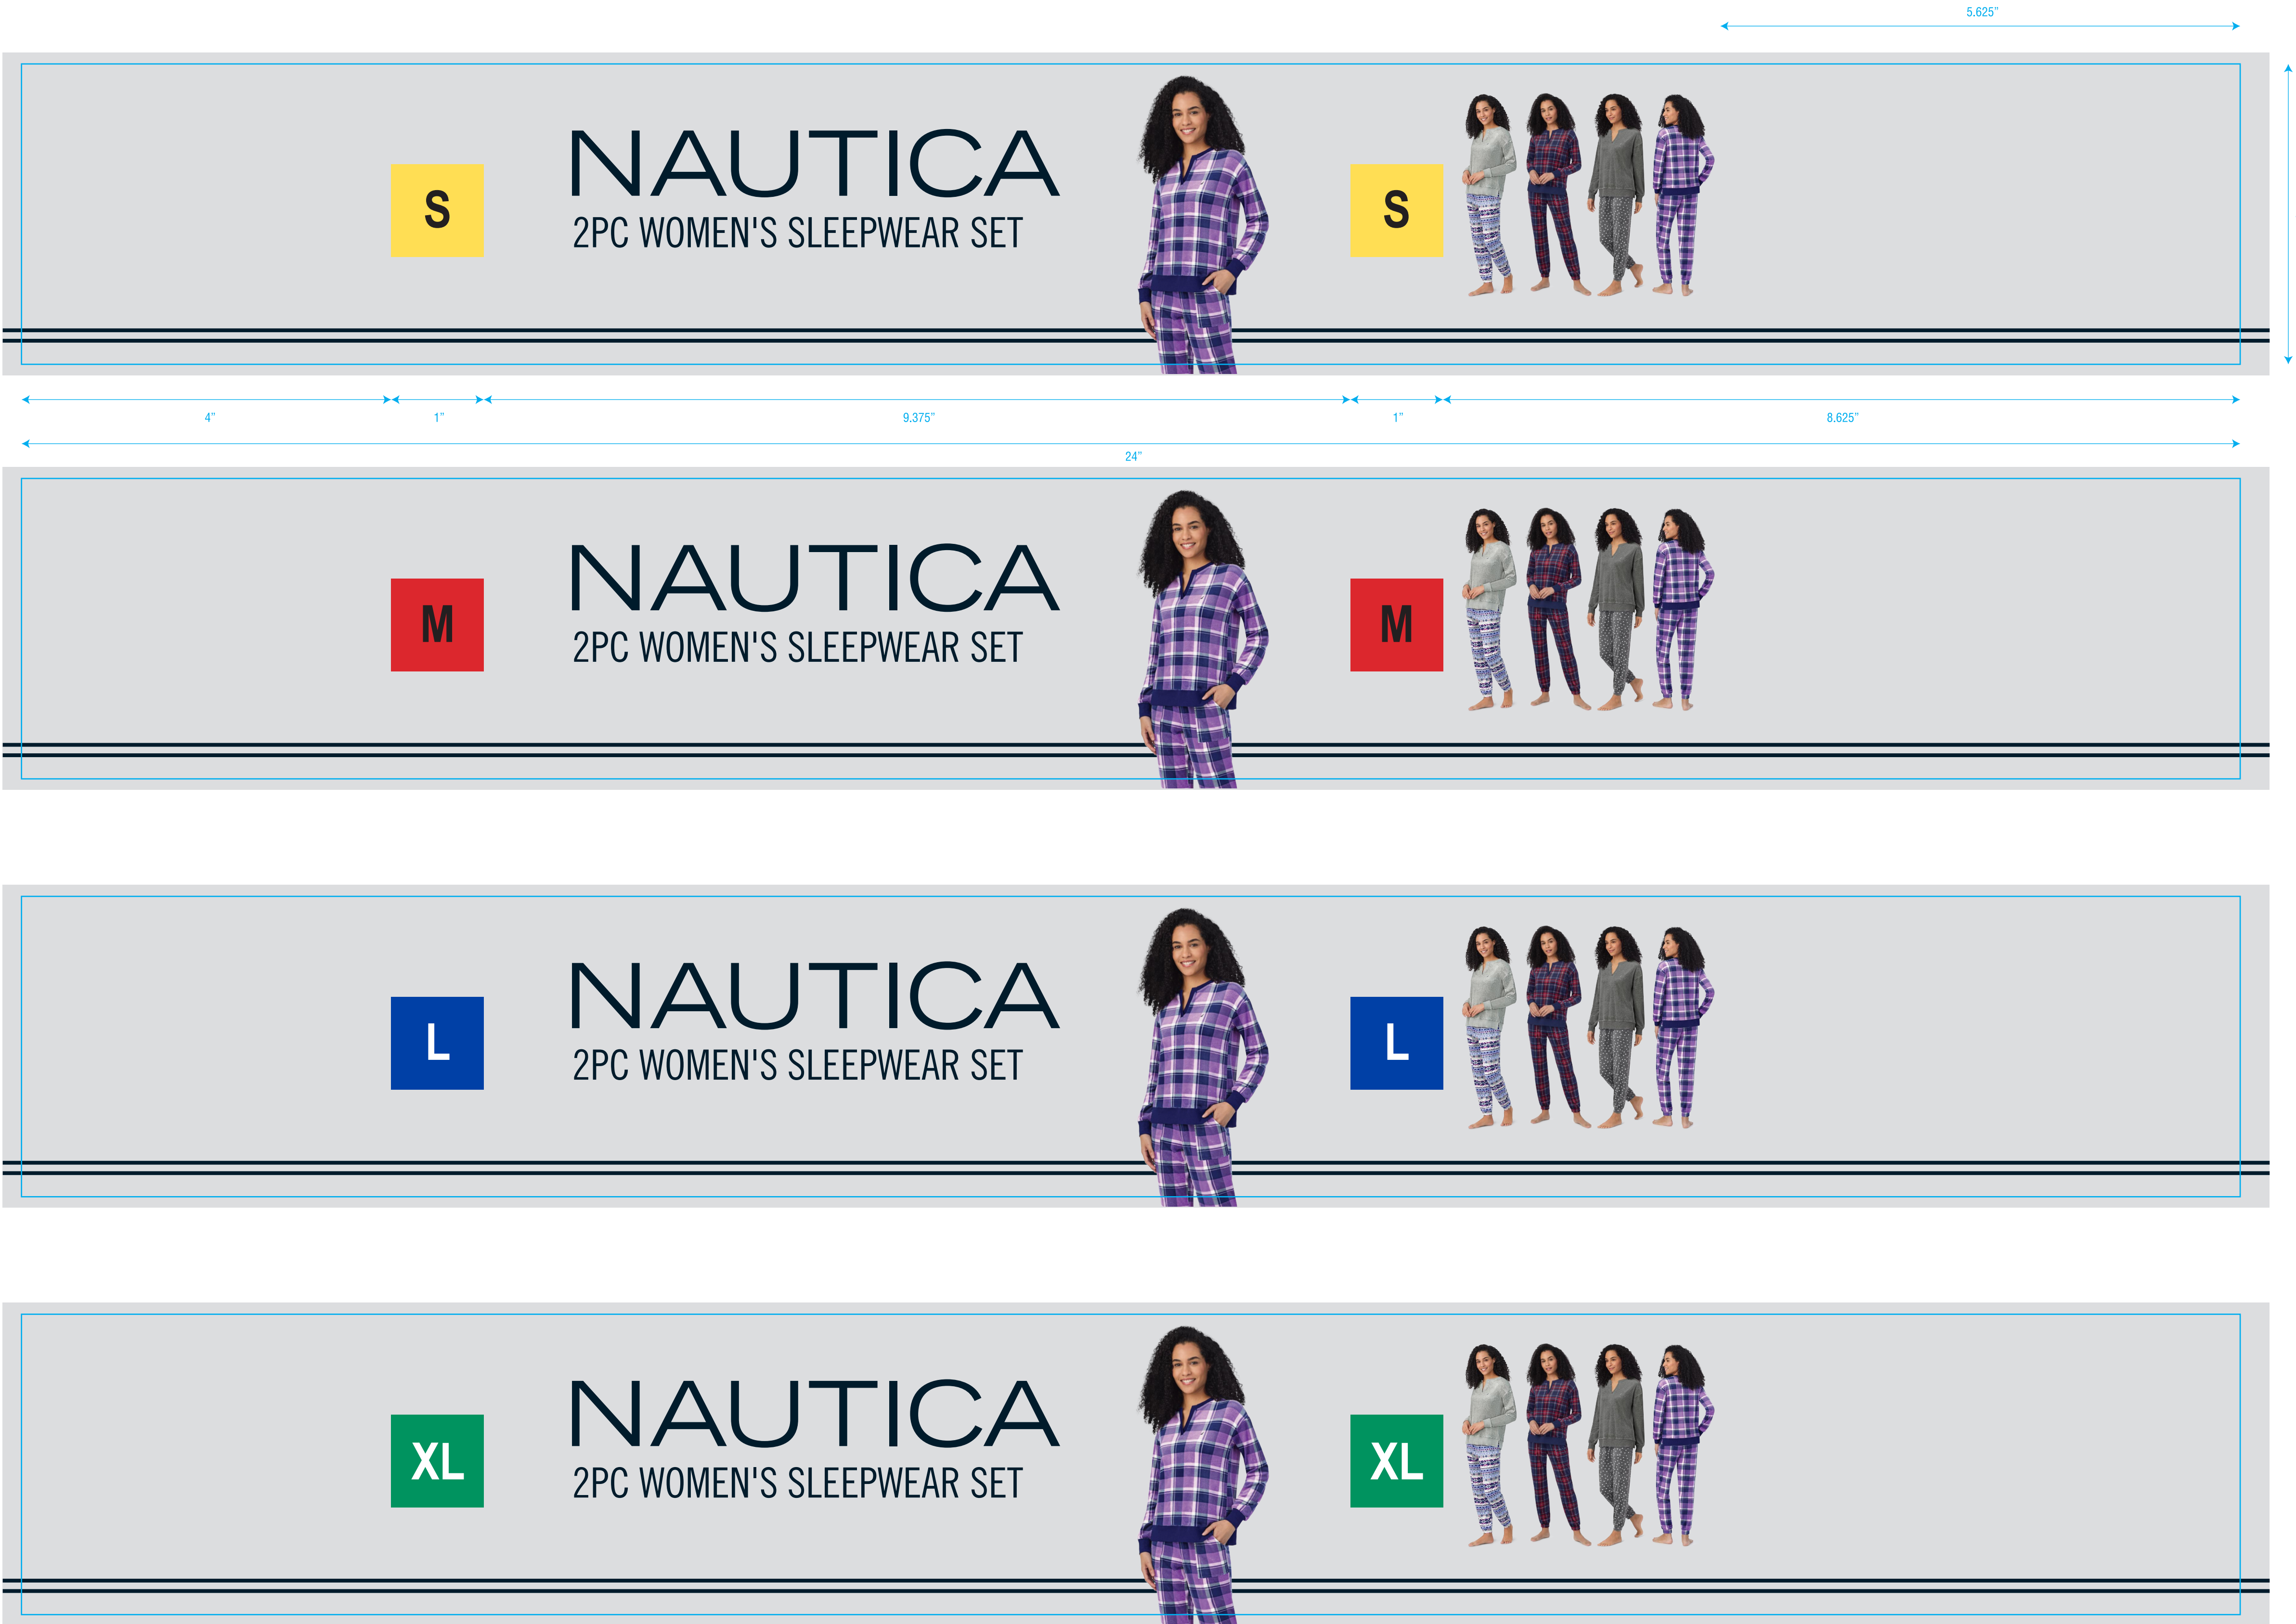 5.625”
S
NAUTICA
2PC WOMEN'S SLEEPWEAR SET
S
4”
1”
9.375”
1”
8.625”
24”
M
NAUTICA
2PC WOMEN'S SLEEPWEAR SET
M
L
NAUTICA
2PC WOMEN'S SLEEPWEAR SET
L
XL
NAUTICA
2PC WOMEN'S SLEEPWEAR SET
XL